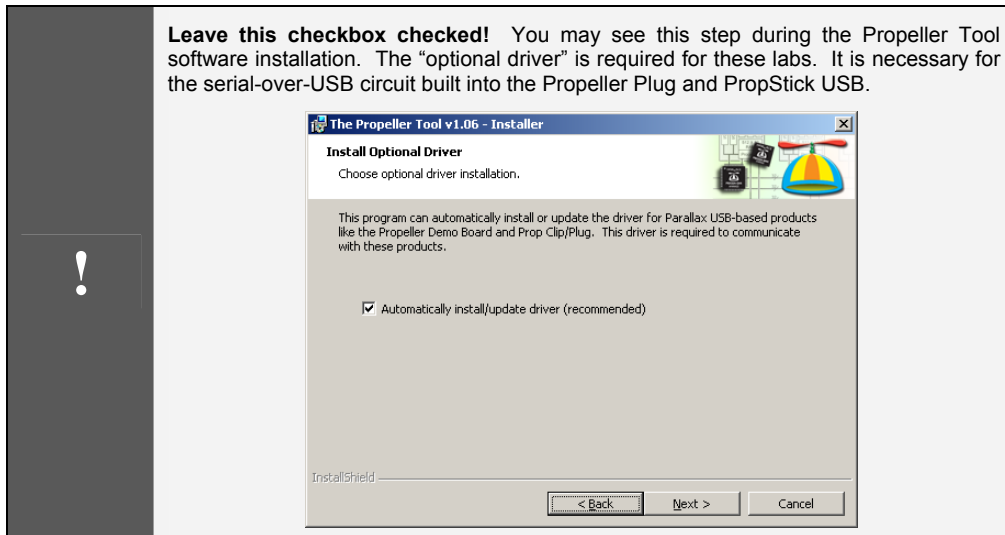 Leave this checkbox checked! You may see this step during the Propeller Tool
software installation. The “optional driver” is required for these labs. It is necessary for
the serial-over-USB circuit built into the Propeller Plug and PropStick USB.
The Propeller Tool v1.06 - Installer
Install Optional Driver
Choose optional driver installation.
This program can automatically install or update the driver for Parallax USB-based products
like the Propeller Demo Board and Prop Clip/Plug. This driver is required to communicate
with these products.
!
Automatically install/update driver (recommended)
InstallShield
< Back Next > Cancel